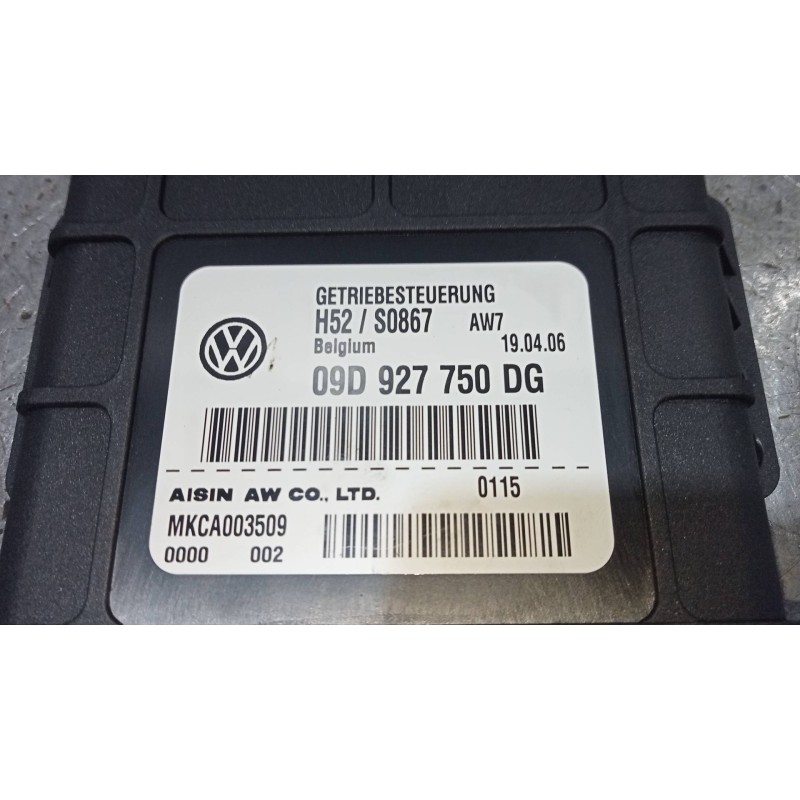 GETRIEBESTEUERUNG
H52 / S0867 AW7
Belgium 19.04.06
09D 927 750 DG
AISIN AW CO., LTD. 0115
MKCA003509
0000 002